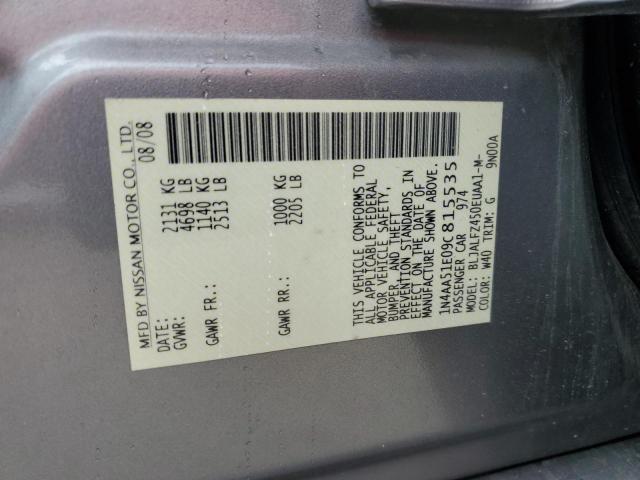 MFD BY NISSAN MOTOR CO., LTD.
DATE: 08/08
GVWR: 2131 KG
4698 LB
GAWR FR: 1140 KG
2513 LB
GAWR RR: 1000 KG
2205 LB
THIS VEHICLE CONFORMS TO
ALL APPLICABLE FEDERAL
MOTOR VEHICLE SAFETY,
BUMPER, AND THEFT
PREVENTION STANDARDS IN
EFFECT ON THE DATE OF
MANUFACTURE SHOWN ABOVE.
1N4AA51E09C815535
PASSENGER CAR 974
MODEL: BLJALFZ45DEUAA1-M-
COLOR: W40 TRIM: G 9N00A